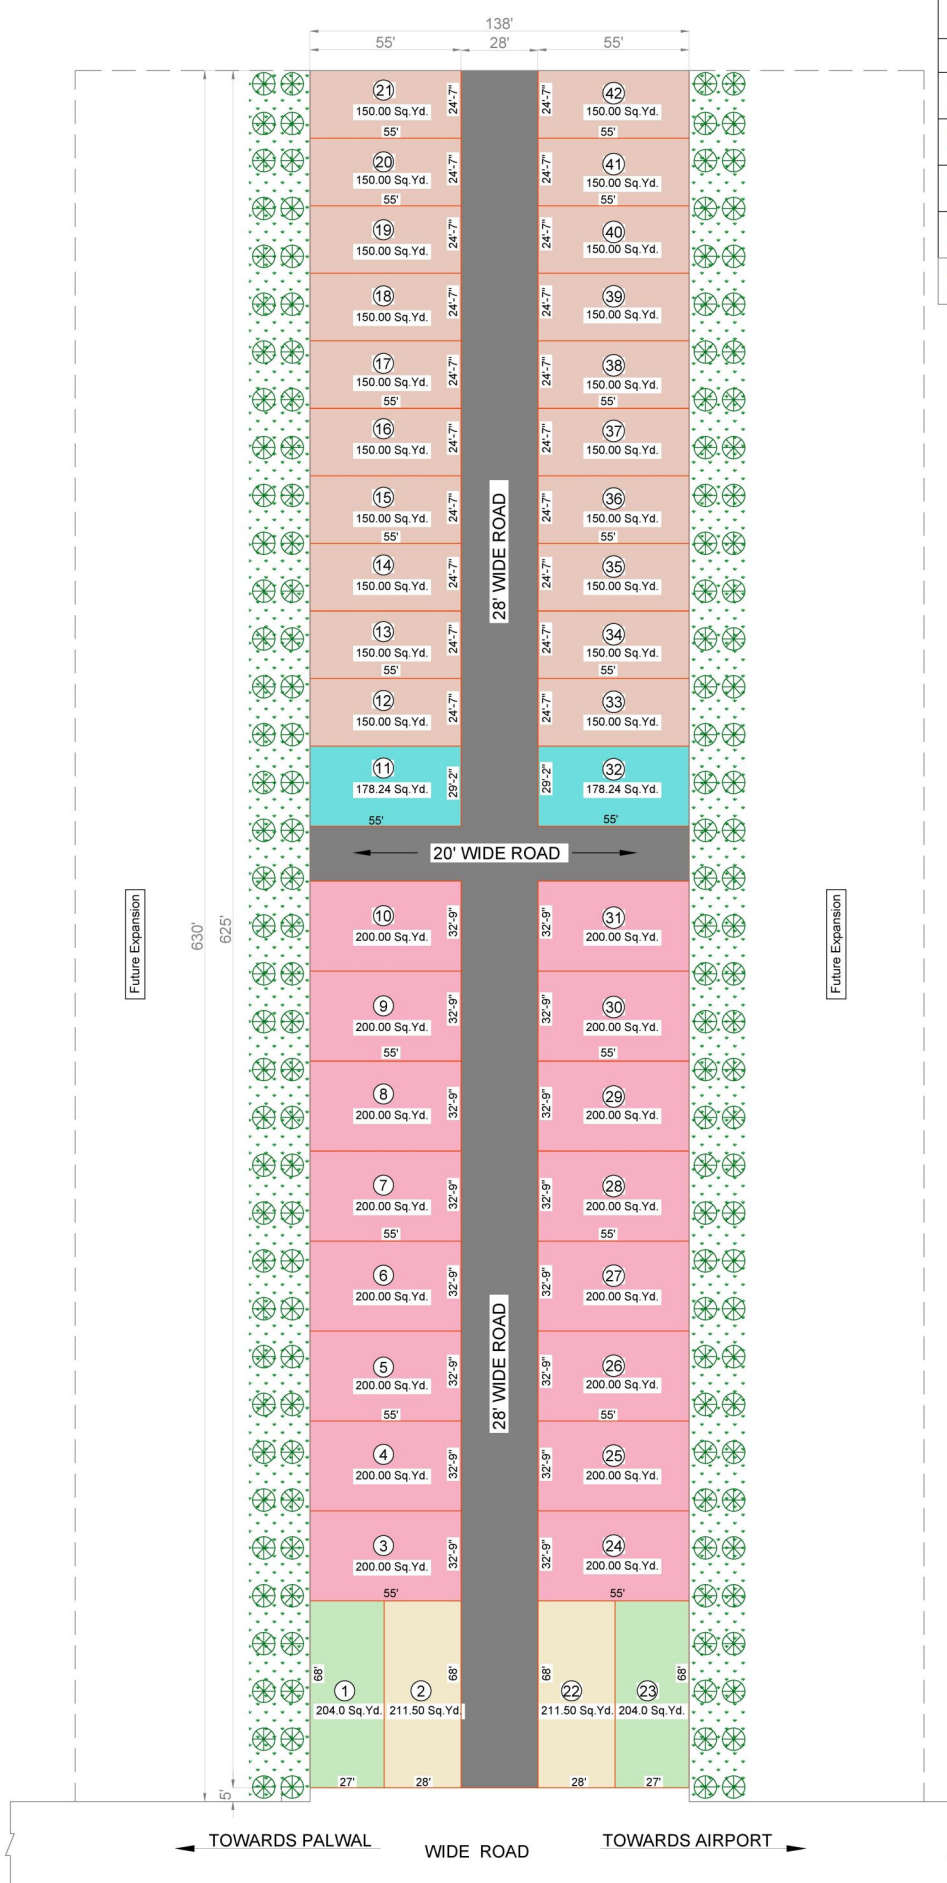 138'
55' 28' 55'
21 24'-7" 24'-7" 42
150.00 Sq.Yd. 150.00 Sq.Yd.
55' 55'
20 24'-7" 24'-7" 41
150.00 Sq.Yd. 150.00 Sq.Yd.
55' 55'
19 24'-7" 24'-7" 40
150.00 Sq.Yd. 150.00 Sq.Yd.
18 24'-7" 24'-7" 39
150.00 Sq.Yd. 150.00 Sq.Yd.
17 24'-7" 24'-7" 38
150.00 Sq.Yd. 150.00 Sq.Yd.
55' 55'
16 24'-7" 24'-7" 37
150.00 Sq.Yd. 150.00 Sq.Yd.
15 24'-7" 24'-7" 36
150.00 Sq.Yd. 150.00 Sq.Yd.
55' 55'
28' WIDE ROAD
14 24'-7" 24'-7" 35
150.00 Sq.Yd. 150.00 Sq.Yd.
13 24'-7" 24'-7" 34
150.00 Sq.Yd. 150.00 Sq.Yd.
55' 55'
12 24'-7" 24'-7" 33
150.00 Sq.Yd. 150.00 Sq.Yd.
11 29'-2" 29'-2" 32
178.24 Sq.Yd. 178.24 Sq.Yd.
55' 55'
20' WIDE ROAD
Future Expansion
630'
625'
Future Expansion
10 32'-9" 32'-9" 31
200.00 Sq.Yd. 200.00 Sq.Yd.
9 32'-9" 32'-9" 30
200.00 Sq.Yd. 200.00 Sq.Yd.
55' 55'
8 32'-9" 32'-9" 29
200.00 Sq.Yd. 200.00 Sq.Yd.
7 32'-9" 32'-9" 28
200.00 Sq.Yd. 200.00 Sq.Yd.
55' 55'
6 32'-9" 32'-9" 27
200.00 Sq.Yd. 200.00 Sq.Yd.
28' WIDE ROAD
5 32'-9" 32'-9" 26
200.00 Sq.Yd. 200.00 Sq.Yd.
55' 55'
4 32'-9" 32'-9" 25
200.00 Sq.Yd. 200.00 Sq.Yd.
3 32'-9" 32'-9" 24
200.00 Sq.Yd. 200.00 Sq.Yd.
55' 55'
68' 68' 68' 68'
1 2 22 23
204.0 Sq.Yd. 211.50 Sq.Yd. 211.50 Sq.Yd. 204.0 Sq.Yd.
27' 28' 28' 27'
5'
TOWARDS PALWAL WIDE ROAD TOWARDS AIRPORT